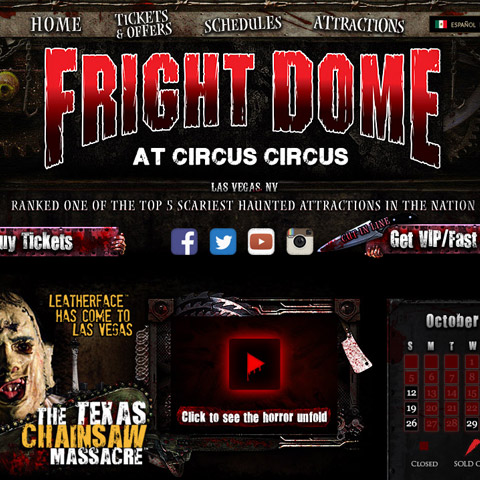 HOME
TICKETS
& OFFERS
SCHEDULES
ATTRACTIONS
ESPAÑOL
FRIGHT DOME
AT CIRCUS CIRCUS
LAS VEGAS, NV
RANKED ONE OF THE TOP 5 SCARIEST HAUNTED ATTRACTIONS IN THE NATION
uy Tickets
CUT IN LINE
Get VIP/Fast
LEATHERFACE™
HAS COME TO
LAS VEGAS
THE TEXAS
CHAINSAW
MASSACRE
Click to see the horror unfold
October
S M T W
1
5 6 7 8
12 13 14 15
19 20 21 22
26 27 28 29
CLOSED
SOLD O